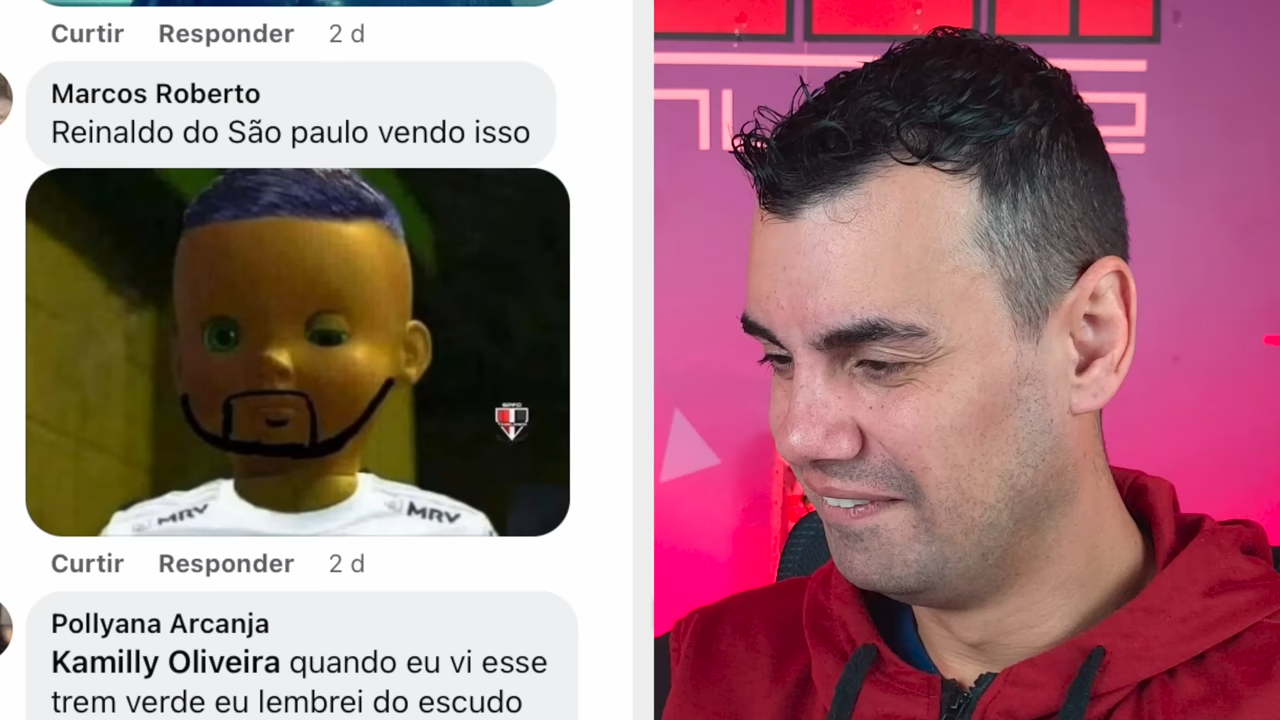 Curtir Responder 2 d
Marcos Roberto
Reinaldo do São paulo vendo isso
MRV MRV
Curtir Responder 2 d
Pollyana Arcanja
Kamilly Oliveira quando eu vi esse
trem verde eu lembrei do escudo